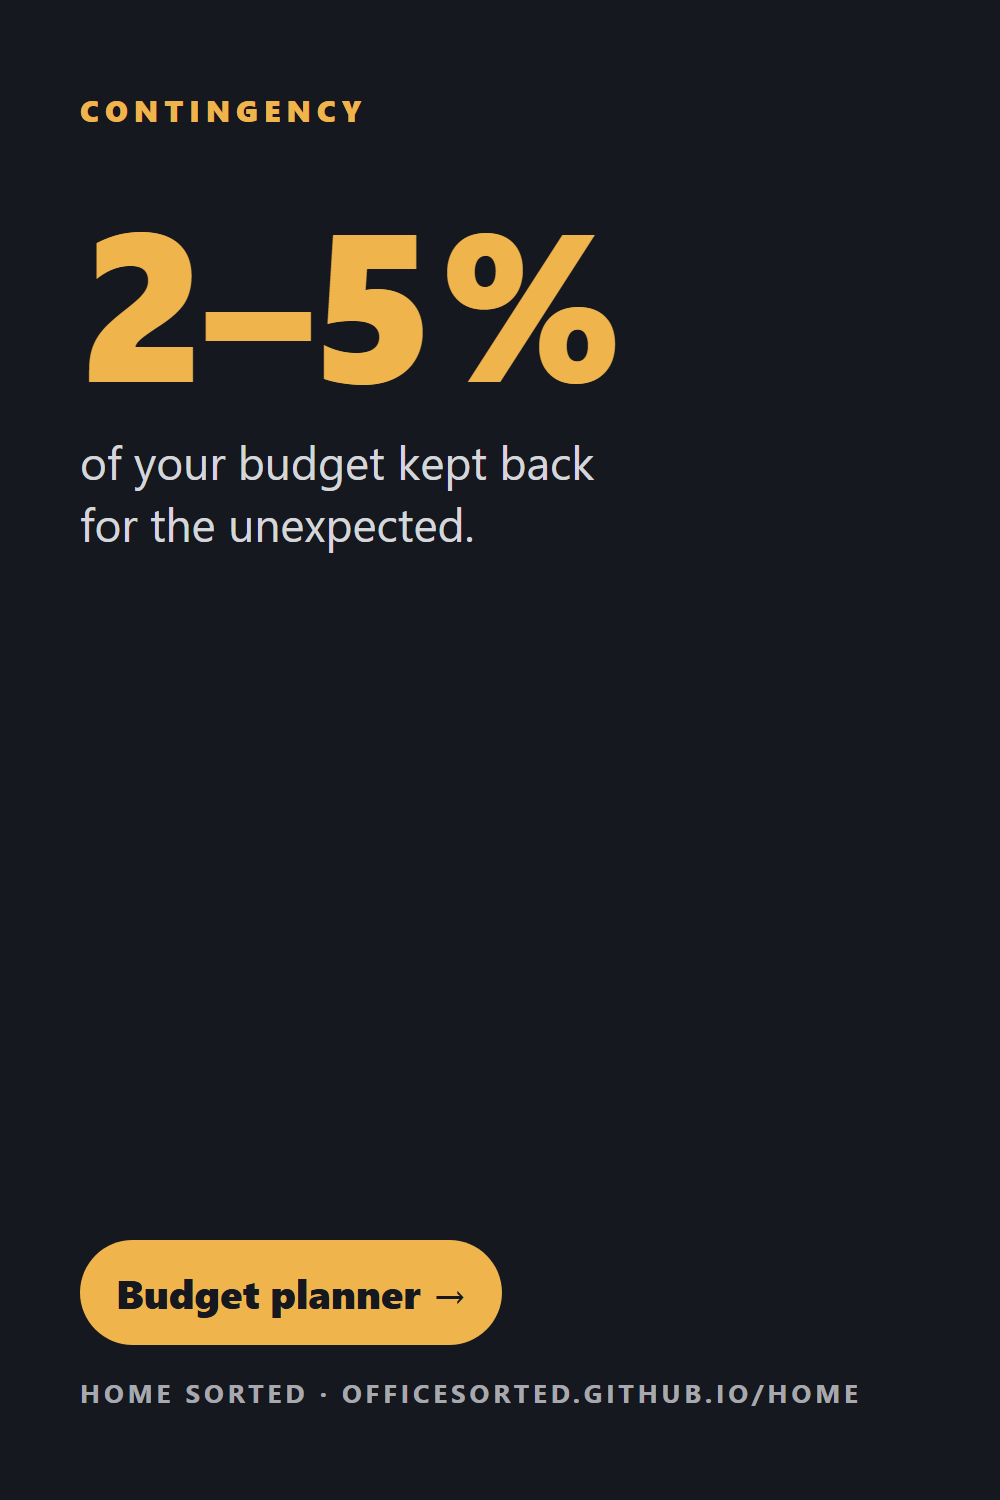 CONTINGENCY
2–5%
of your budget kept back
for the unexpected.
Budget planner →
HOME SORTED · OFFICESORTED.GITHUB.IO/HOME